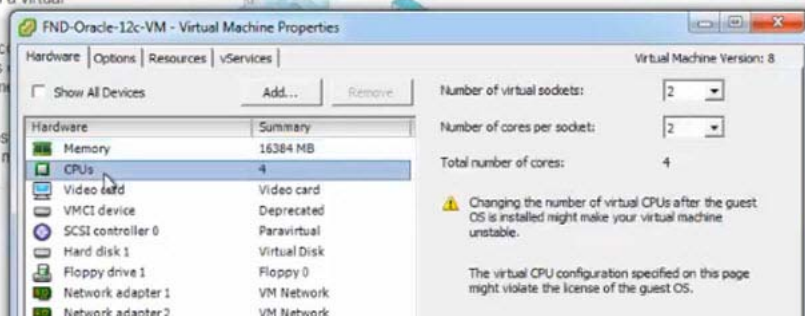 FND-Oracle-12c-VM - Virtual Machine Properties
Hardware Options Resources vServices
Virtual Machine Version: 8
Show All Devices Add... Remove
Number of virtual sockets: 2
Hardware Summary
Number of cores per socket: 2
Memory 16384 MB
CPUs 4
Total number of cores: 4
Video card Video card
VMCI device Deprecated
SCSI controller 0 Paravirtual
Hard disk 1 Virtual Disk
Floppy drive 1 Floppy 0
Network adapter 1 VM Network
Network adapter 2 VM Network
Changing the number of virtual CPUs after the guest
OS is installed might make your virtual machine
unstable.
The virtual CPU configuration specified on this page
might violate the license of the guest OS.